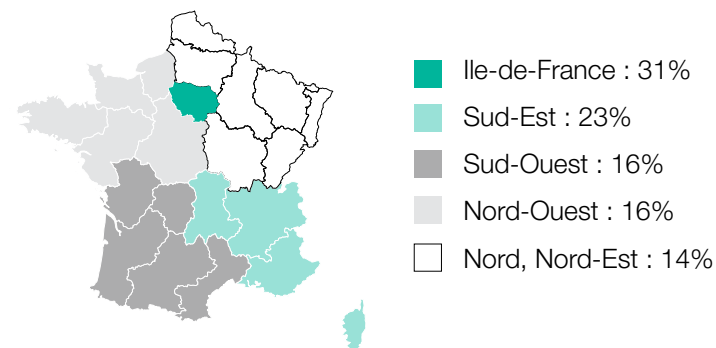 Ile-de-France : 31%
Sud-Est : 23%
Sud-Ouest : 16%
Nord-Ouest : 16%
Nord, Nord-Est : 14%